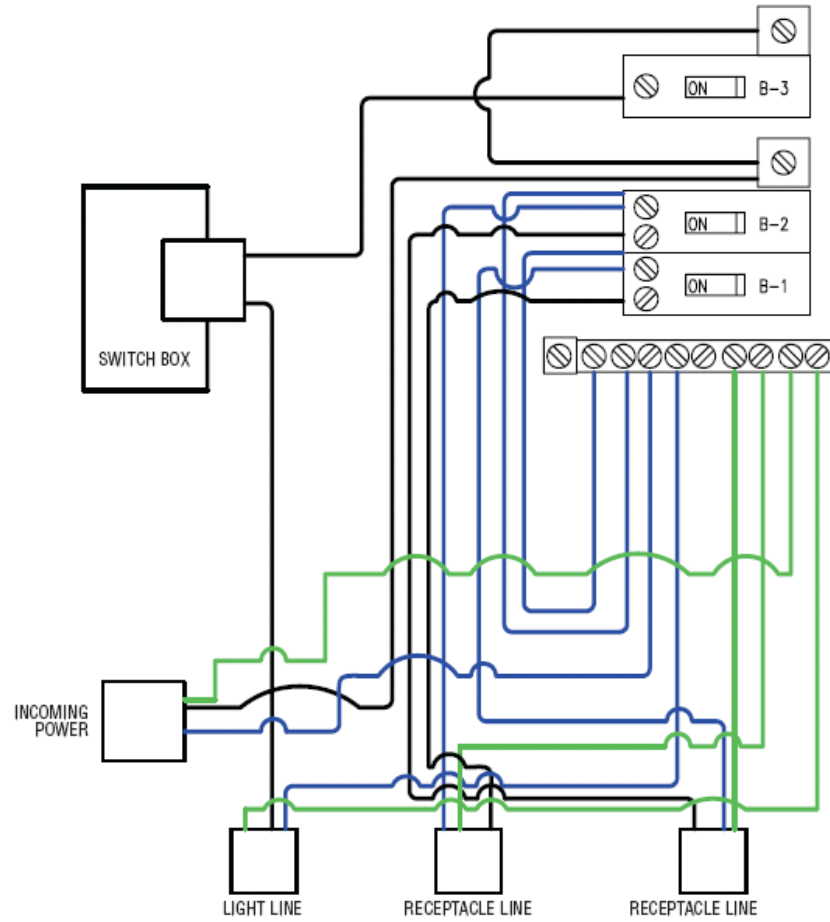 ON B-3
ON B-2
ON B-1
SWITCH BOX
INCOMING
POWER
LIGHT LINE
RECEPTACLE LINE
RECEPTACLE LINE